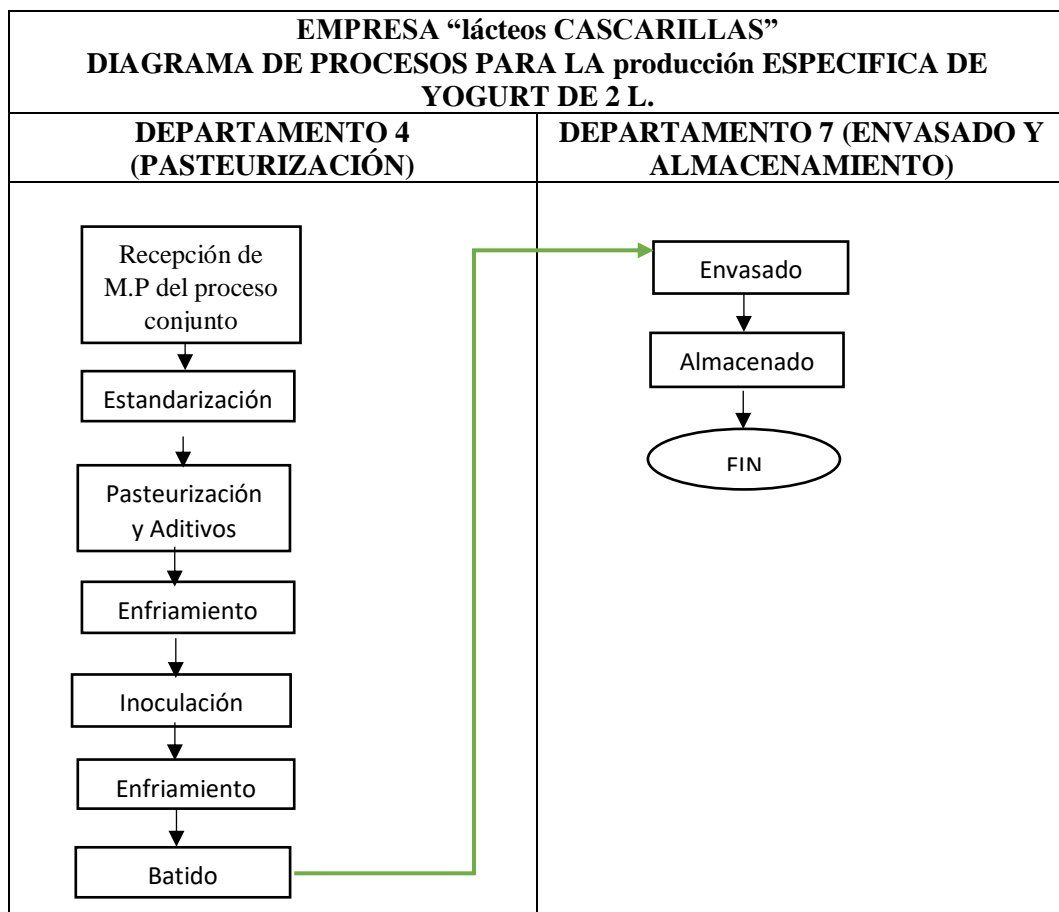 EMPRESA “lácteos CASCARILLAS”
DIAGRAMA DE PROCESOS PARA LA producción ESPECIFICA DE
YOGURT DE 2 L.
DEPARTAMENTO 4
(PASTEURIZACIÓN)
DEPARTAMENTO 7 (ENVASADO Y
ALMACENAMIENTO)
Recepción de
M.P del proceso
conjunto
Estandarización
Pasteurización
y Aditivos
Enfriamiento
Inoculación
Enfriamiento
Batido
Envasado
Almacenado
FIN